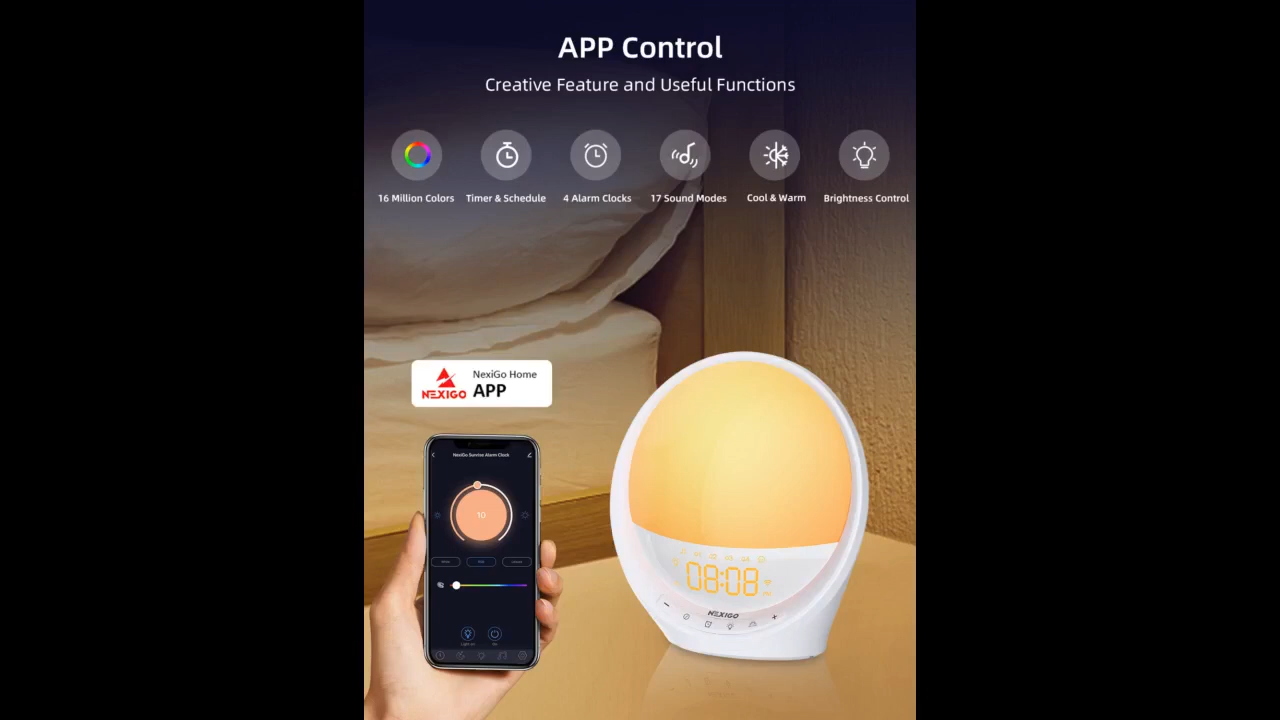 APP Control
Creative Feature and Useful Functions
16 Million Colors
Timer & Schedule
4 Alarm Clocks
17 Sound Modes
Cool & Warm
Brightness Control
NEXIGO
NexiGo Home
APP
NexiGo Sunrise Alarm Clock
10
08:08
NEXIGO